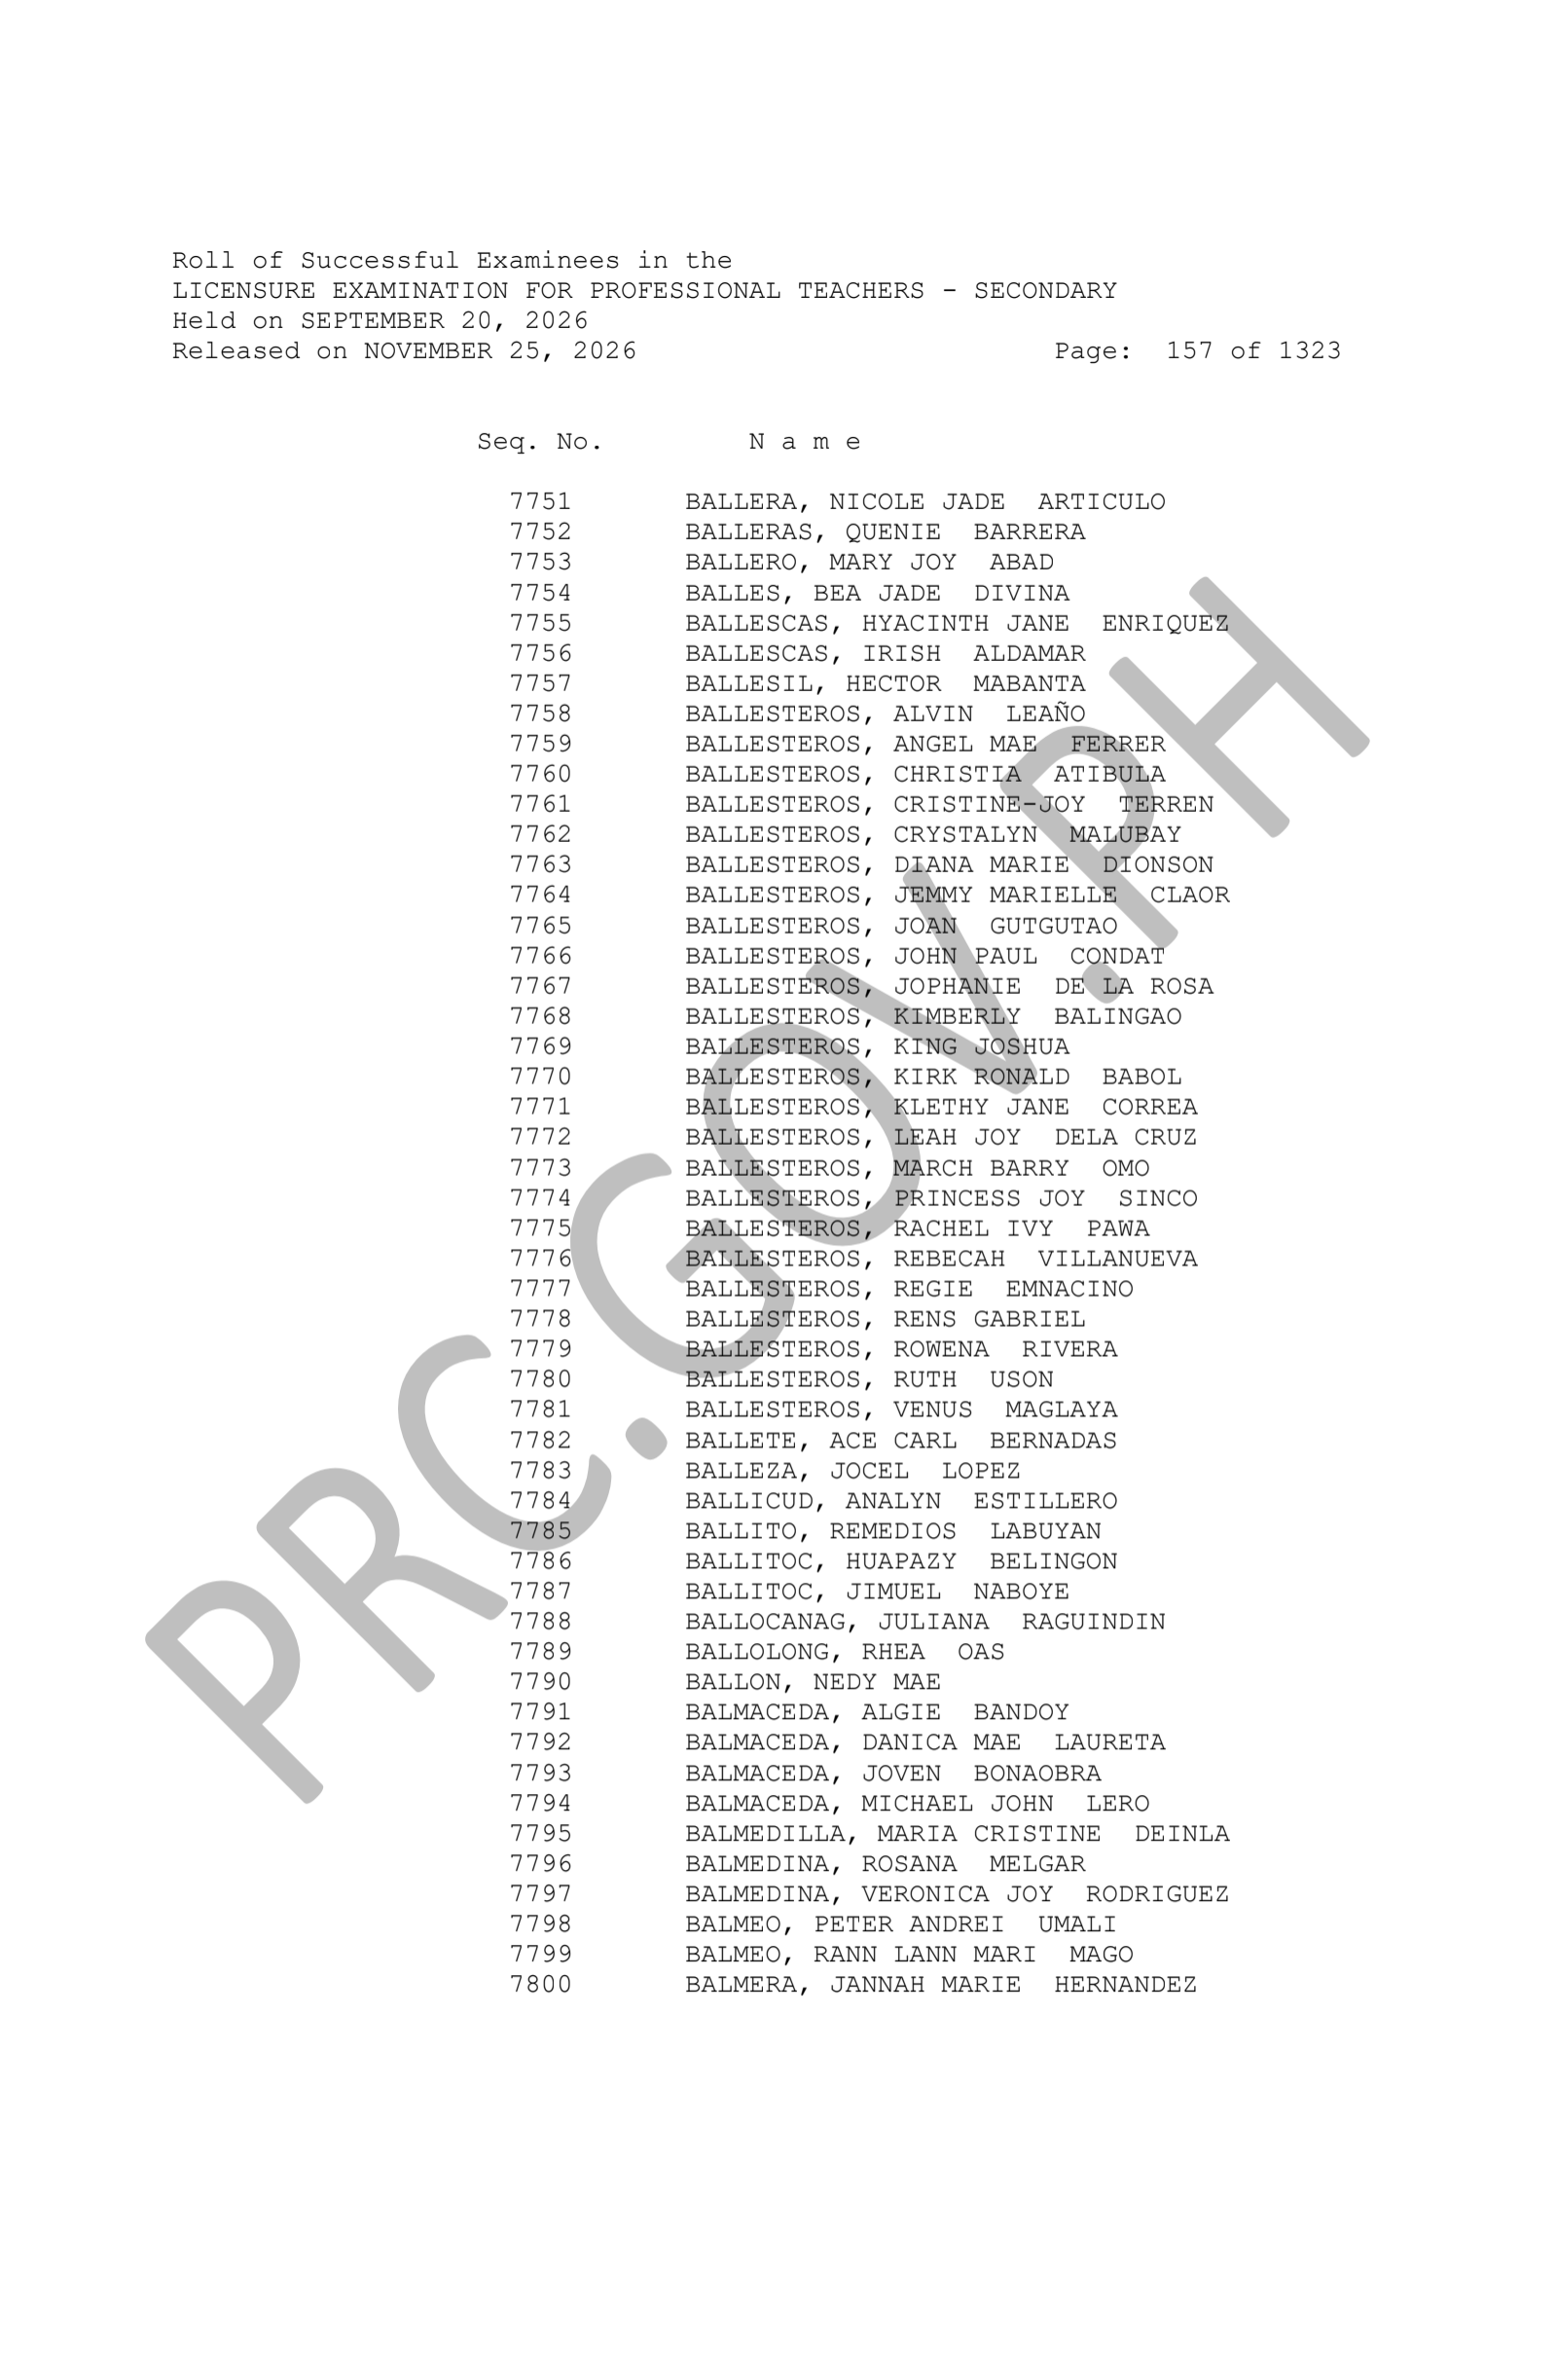 Roll of Successful Examinees in the
LICENSURE EXAMINATION FOR PROFESSIONAL TEACHERS - SECONDARY
Held on SEPTEMBER 20, 2026
Released on NOVEMBER 25, 2026 Page: 157 of 1323
Seq. No. N a m e
7751 BALLERA, NICOLE JADE ARTICULO
7752 BALLERAS, QUENIE BARRERA
7753 BALLERO, MARY JOY ABAD
7754 BALLES, BEA JADE DIVINA
7755 BALLESCAS, HYACINTH JANE ENRIQUEZ
7756 BALLESCAS, IRISH ALDAMAR
7757 BALLESIL, HECTOR MABANTA
7758 BALLESTEROS, ALVIN LEAÑO
7759 BALLESTEROS, ANGEL MAE FERRER
7760 BALLESTEROS, CHRISTIA ATIBULA
7761 BALLESTEROS, CRISTINE-JOY TERREN
7762 BALLESTEROS, CRYSTALYN MALUBAY
7763 BALLESTEROS, DIANA MARIE DIONSON
7764 BALLESTEROS, JEMMY MARIELLE CLAOR
7765 BALLESTEROS, JOAN GUTGUTAO
7766 BALLESTEROS, JOHN PAUL CONDAT
7767 BALLESTEROS, JOPHANIE DE LA ROSA
7768 BALLESTEROS, KIMBERLY BALINGAO
7769 BALLESTEROS, KING JOSHUA
7770 BALLESTEROS, KIRK RONALD BABOL
7771 BALLESTEROS, KLETHY JANE CORREA
7772 BALLESTEROS, LEAH JOY DELA CRUZ
7773 BALLESTEROS, MARCH BARRY OMO
7774 BALLESTEROS, PRINCESS JOY SINCO
7775 BALLESTEROS, RACHEL IVY PAWA
7776 BALLESTEROS, REBECAH VILLANUEVA
7777 BALLESTEROS, REGIE EMNACINO
7778 BALLESTEROS, RENS GABRIEL
7779 BALLESTEROS, ROWENA RIVERA
7780 BALLESTEROS, RUTH USON
7781 BALLESTEROS, VENUS MAGLAYA
7782 BALLETE, ACE CARL BERNADAS
7783 BALLEZA, JOCEL LOPEZ
7784 BALLICUD, ANALYN ESTILLERO
7785 BALLITO, REMEDIOS LABUYAN
7786 BALLITOC, HUAPAZY BELINGON
7787 BALLITOC, JIMUEL NABOYE
7788 BALLOCANAG, JULIANA RAGUINDIN
7789 BALLOLONG, RHEA OAS
7790 BALLON, NEDY MAE
7791 BALMACEDA, ALGIE BANDOY
7792 BALMACEDA, DANICA MAE LAURETA
7793 BALMACEDA, JOVEN BONAOBRA
7794 BALMACEDA, MICHAEL JOHN LERO
7795 BALMEDILLA, MARIA CRISTINE DEINLA
7796 BALMEDINA, ROSANA MELGAR
7797 BALMEDINA, VERONICA JOY RODRIGUEZ
7798 BALMEO, PETER ANDREI UMALI
7799 BALMEO, RANN LANN MARI MAGO
7800 BALMERA, JANNAH MARIE HERNANDEZ
PRC.GOV.PH